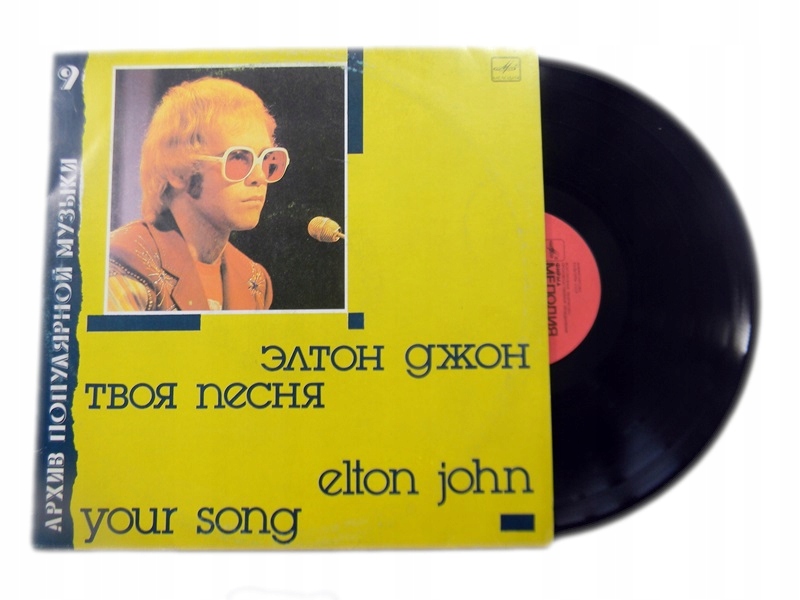 9
АРХИВ ПОПУЛЯРНОЙ МУЗЫКИ
ЭЛТОН ДЖОН
ТВОЯ ПЕСНЯ
elton john
your song
МЕЛОДИЯ